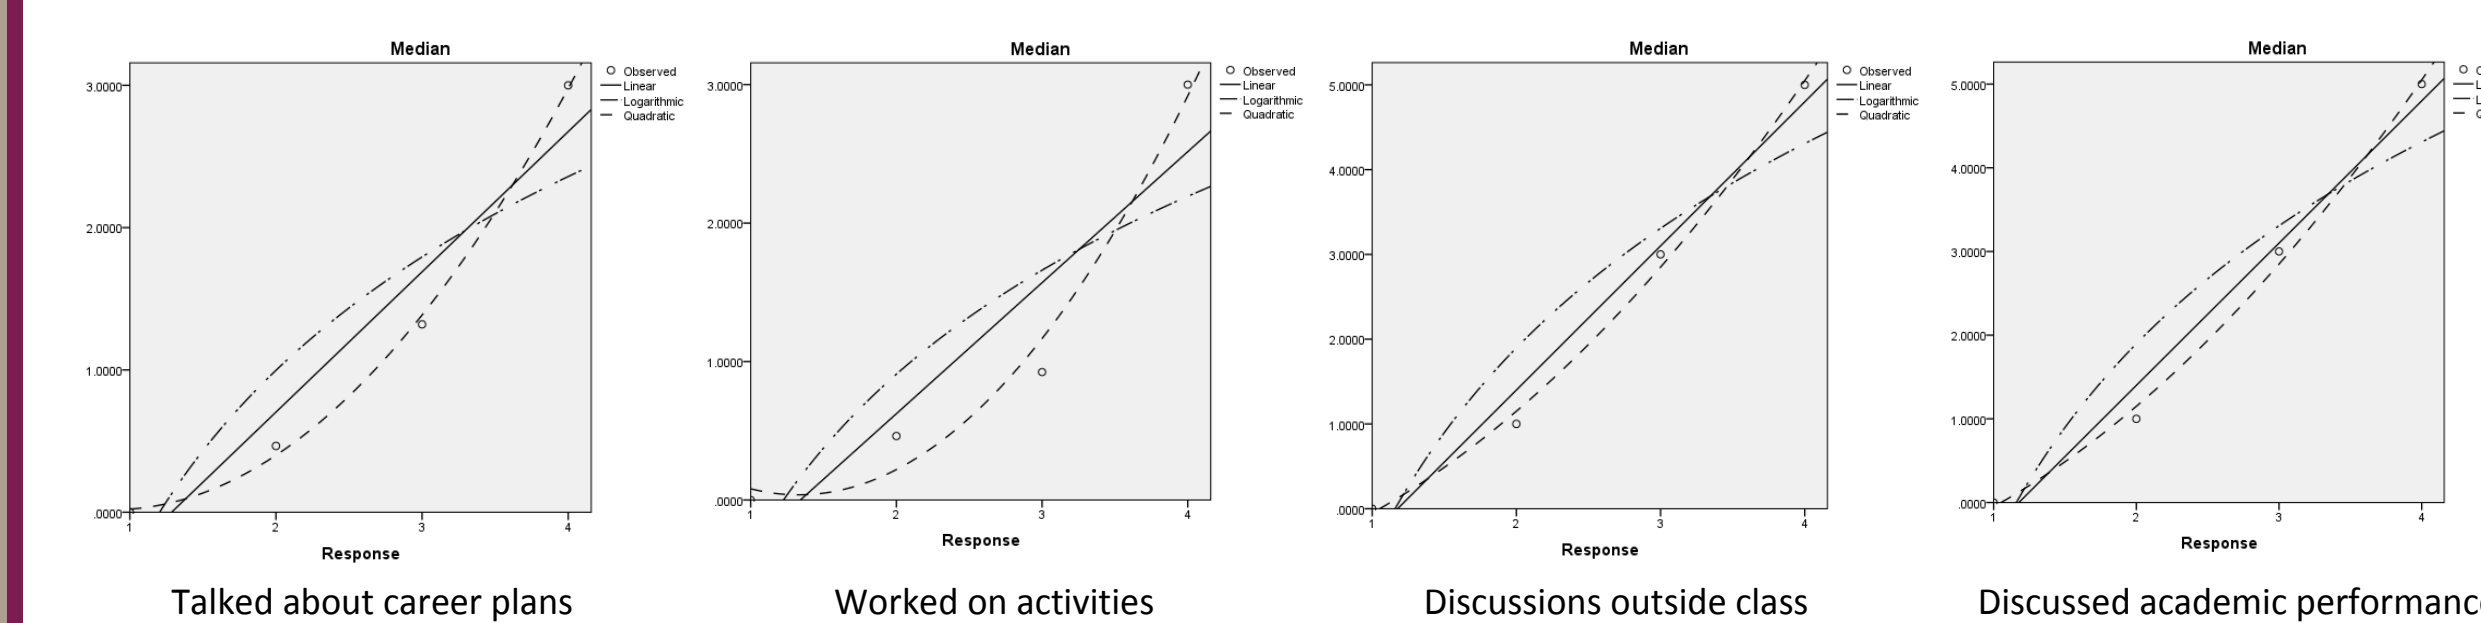 Median
3.0000
2.0000
1.0000
.0000
1 2 3 4
Response
Observed
Linear
Logarithmic
Quadratic
Talked about career plans
Median
3.0000
2.0000
1.0000
.0000
1 2 3 4
Response
Observed
Linear
Logarithmic
Quadratic
Worked on activities
Median
5.0000
4.0000
3.0000
2.0000
1.0000
.0000
1 2 3 4
Response
Observed
Linear
Logarithmic
Quadratic
Discussions outside class
Median
5.0000
4.0000
3.0000
2.0000
1.0000
.0000
1 2 3 4
Response
Discussed academic